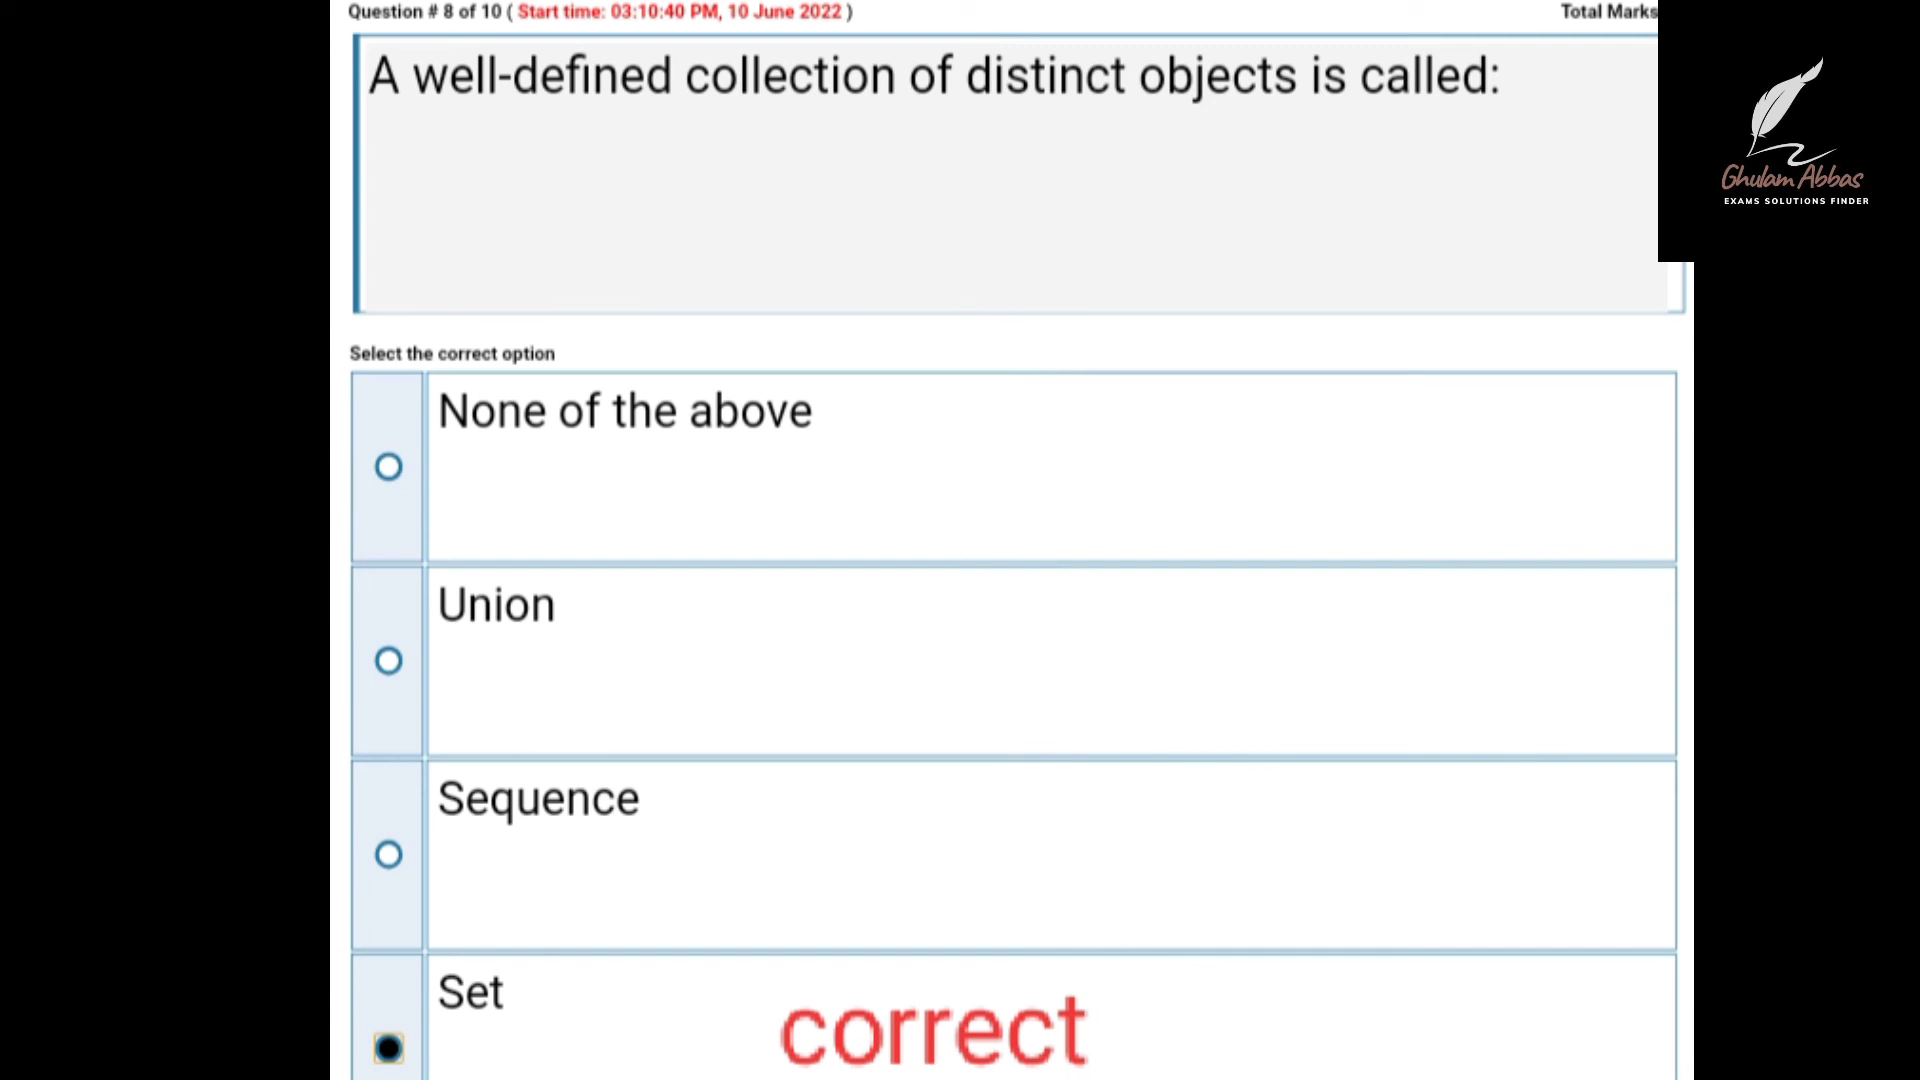 Question # 8 of 10 ( Start time: 03:10:40 PM, 10 June 2022 ) Total Marks
A well-defined collection of distinct objects is called:
Ghulam Abbas
EXAMS SOLUTIONS FINDER
Select the correct option
None of the above
Union
Sequence
Set
correct